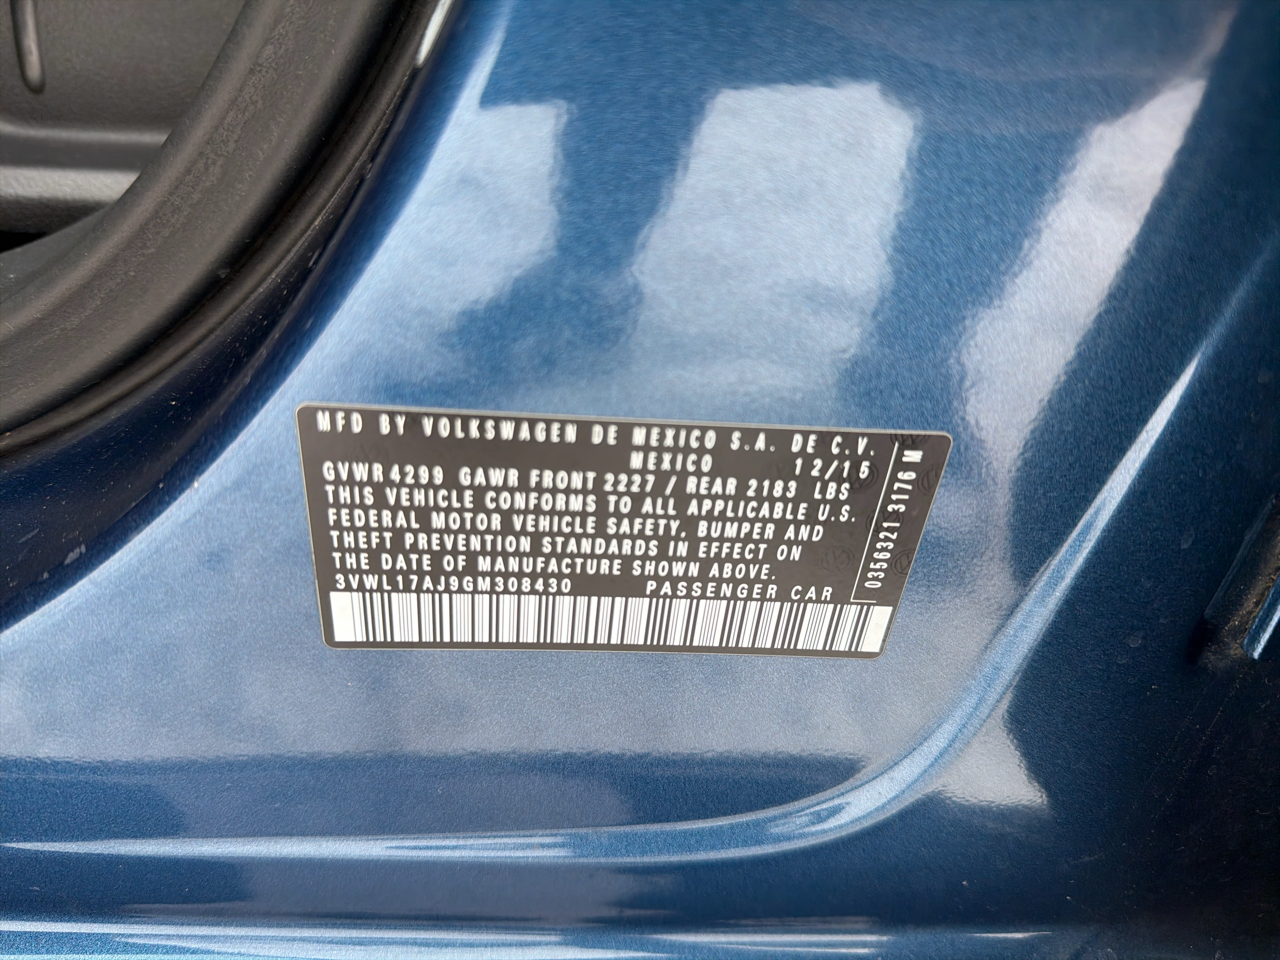 MFD BY VOLKSWAGEN DE MEXICO S.A. DE C.V.
MEXICO 12/15
GVWR 4299 GAWR FRONT 2227 / REAR 2183 LBS
THIS VEHICLE CONFORMS TO ALL APPLICABLE U.S.
FEDERAL MOTOR VEHICLE SAFETY, BUMPER AND
THEFT PREVENTION STANDARDS IN EFFECT ON
THE DATE OF MANUFACTURE SHOWN ABOVE.
3VWL17AJ9GM308430 PASSENGER CAR
0356321 3176 M